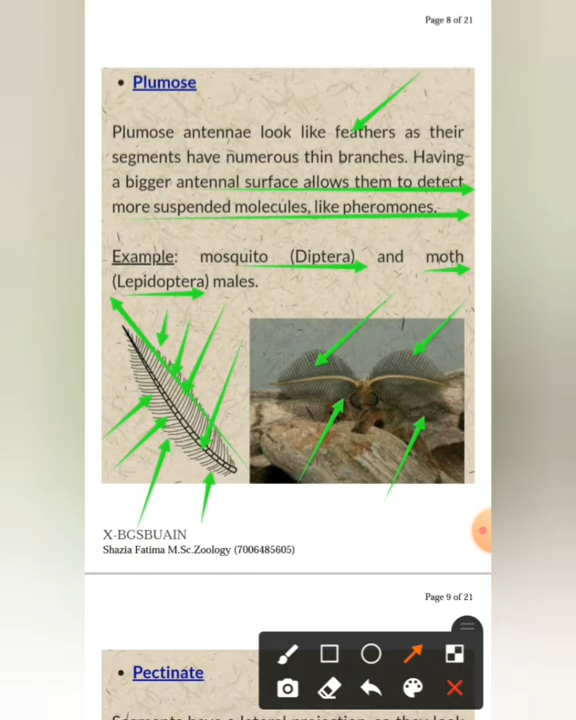 Page 8 of 21
• Plumose
Plumose antennae look like feathers as their
segments have numerous thin branches. Having
a bigger antennal surface allows them to detect
more suspended molecules, like pheromones.
Example: mosquito (Diptera) and moth
(Lepidoptera) males.
X-BGSBUAIN
Shazia Fatima M.Sc.Zoology (7006485605)
Page 9 of 21
• Pectinate